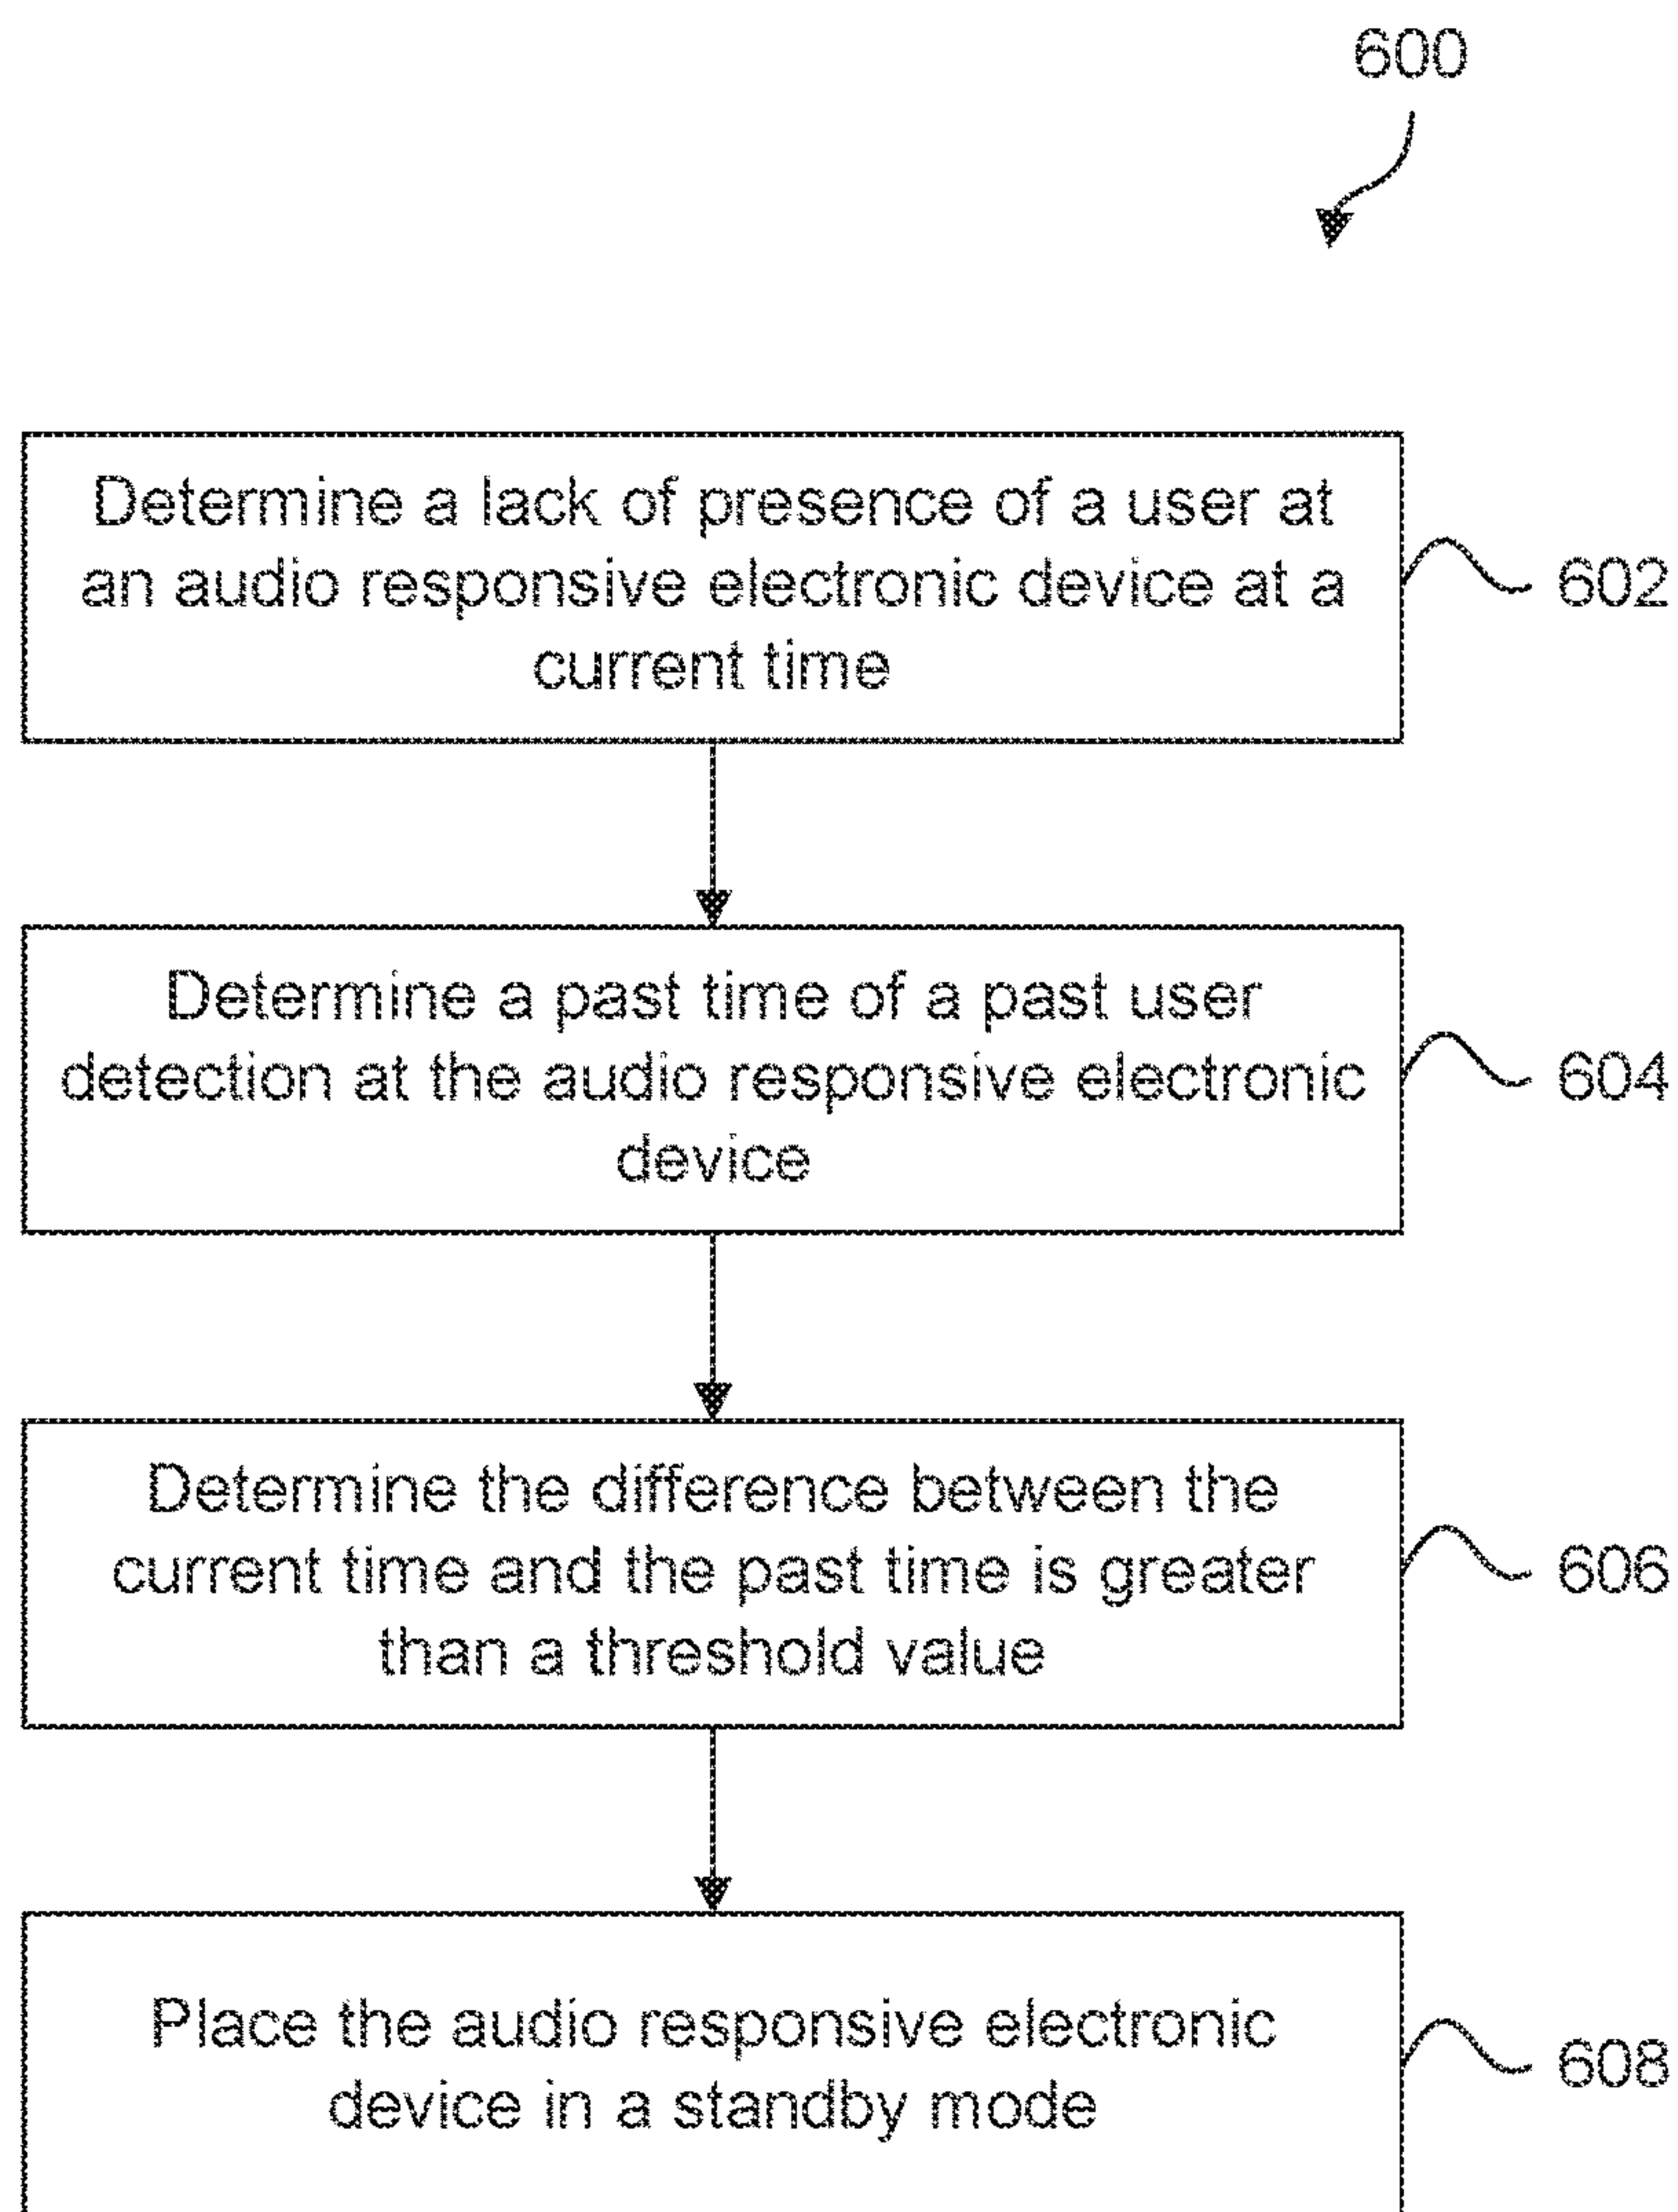 600
Determine a lack of presence of a user at
an audio responsive electronic device at a
current time
602
Determine a past time of a past user
detection at the audio responsive electronic
device
604
Determine the difference between the
current time and the past time is greater
than a threshold value
606
Place the audio responsive electronic
device in a standby mode
608